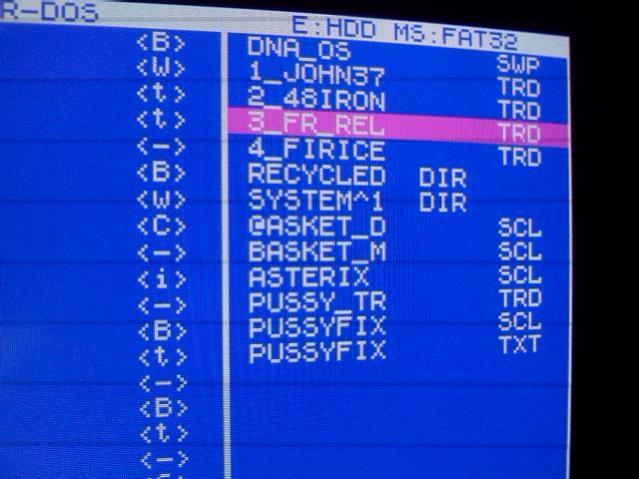 R-DOS E:HDD MS:FAT32
<B> DNA_OS SWP
<W> 1_JOHN37 TRD
<t> 2_48IRON TRD
<t> 3_FR_REL TRD
<-> 4_FIRICE TRD
<B> RECYCLED DIR
<W> SYSTEM^1 DIR
<C> @ASKET_D SCL
<-> BASKET_M SCL
<i> ASTERIX SCL
<-> PUSSY_TR TRD
<B> PUSSYFIX SCL
<t> PUSSYFIX TXT
<->
<B>
<t>
<->